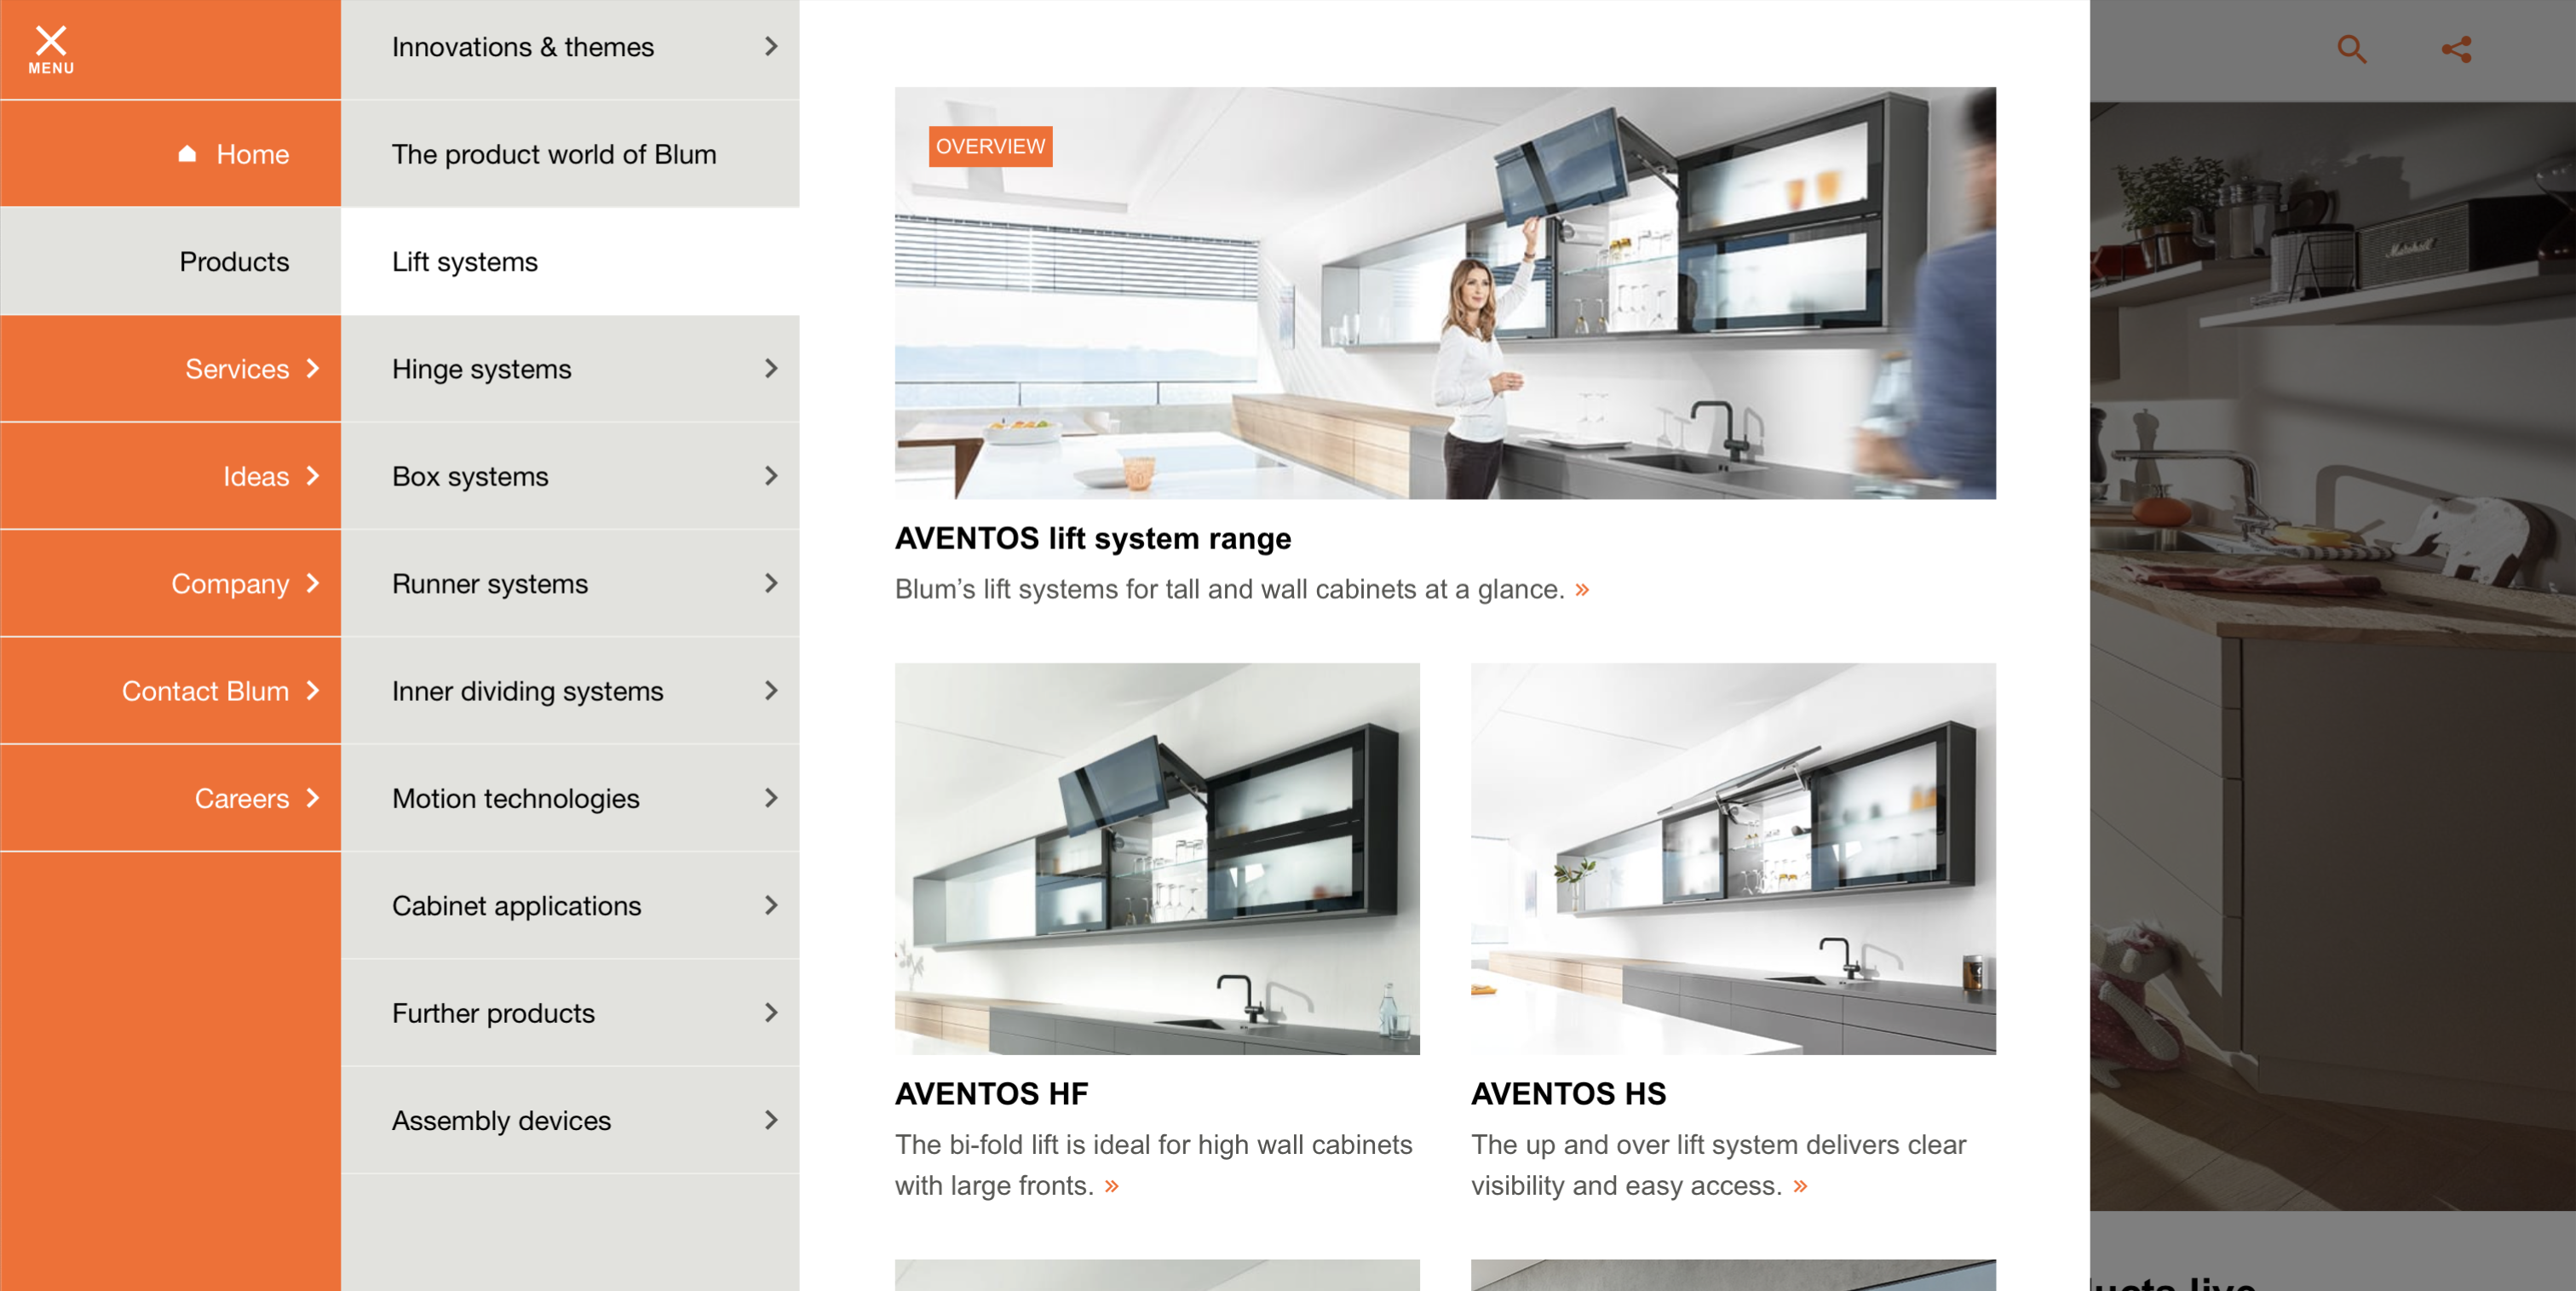 MENU
Home
Products
Services
Ideas
Company
Contact Blum
Careers
Innovations & themes
The product world of Blum
Lift systems
Hinge systems
Box systems
Runner systems
Inner dividing systems
Motion technologies
Cabinet applications
Further products
Assembly devices
OVERVIEW
AVENTOS lift system range
Blum’s lift systems for tall and wall cabinets at a glance. »
AVENTOS HF
The bi-fold lift is ideal for high wall cabinets
with large fronts. »
AVENTOS HS
The up and over lift system delivers clear
visibility and easy access. »
Marshall